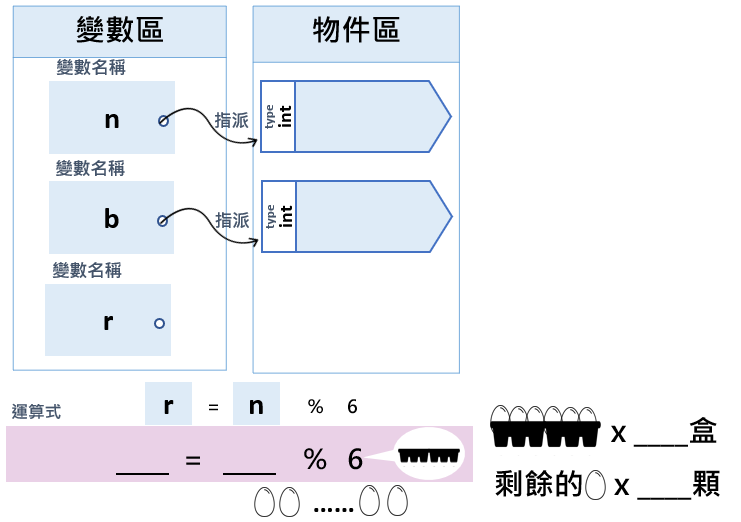 變數區
物件區
變數名稱
n
指派
type
int
變數名稱
b
指派
type
int
變數名稱
r
運算式
r = n % 6
____ = ____ % 6
......
x ____盒
剩餘的 x ____顆